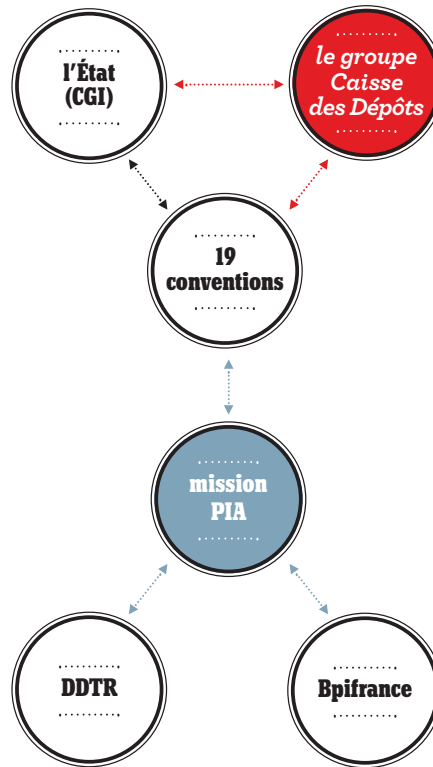 l'État
(CGI)
le groupe
Caisse
des Dépôts
19
conventions
mission
PIA
DDTR
Bpifrance